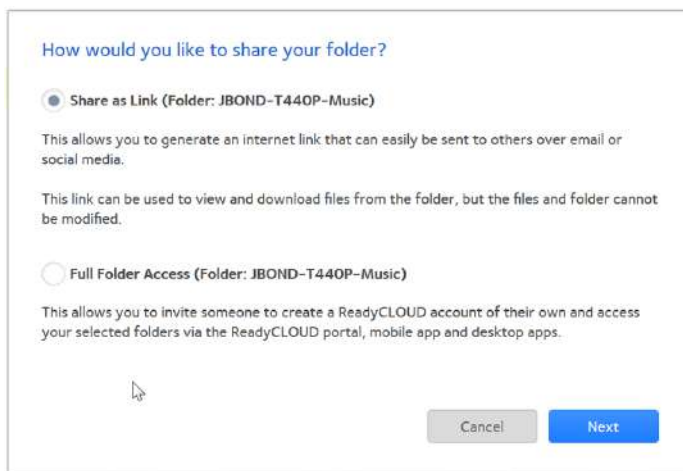 How would you like to share your folder?
Share as Link (Folder: JBOND-T440P-Music)
This allows you to generate an internet link that can easily be sent to others over email or
social media.
This link can be used to view and download files from the folder, but the files and folder cannot
be modified.
Full Folder Access (Folder: JBOND-T440P-Music)
This allows you to invite someone to create a ReadyCLOUD account of their own and access
your selected folders via the ReadyCLOUD portal, mobile app and desktop apps.
Cancel Next